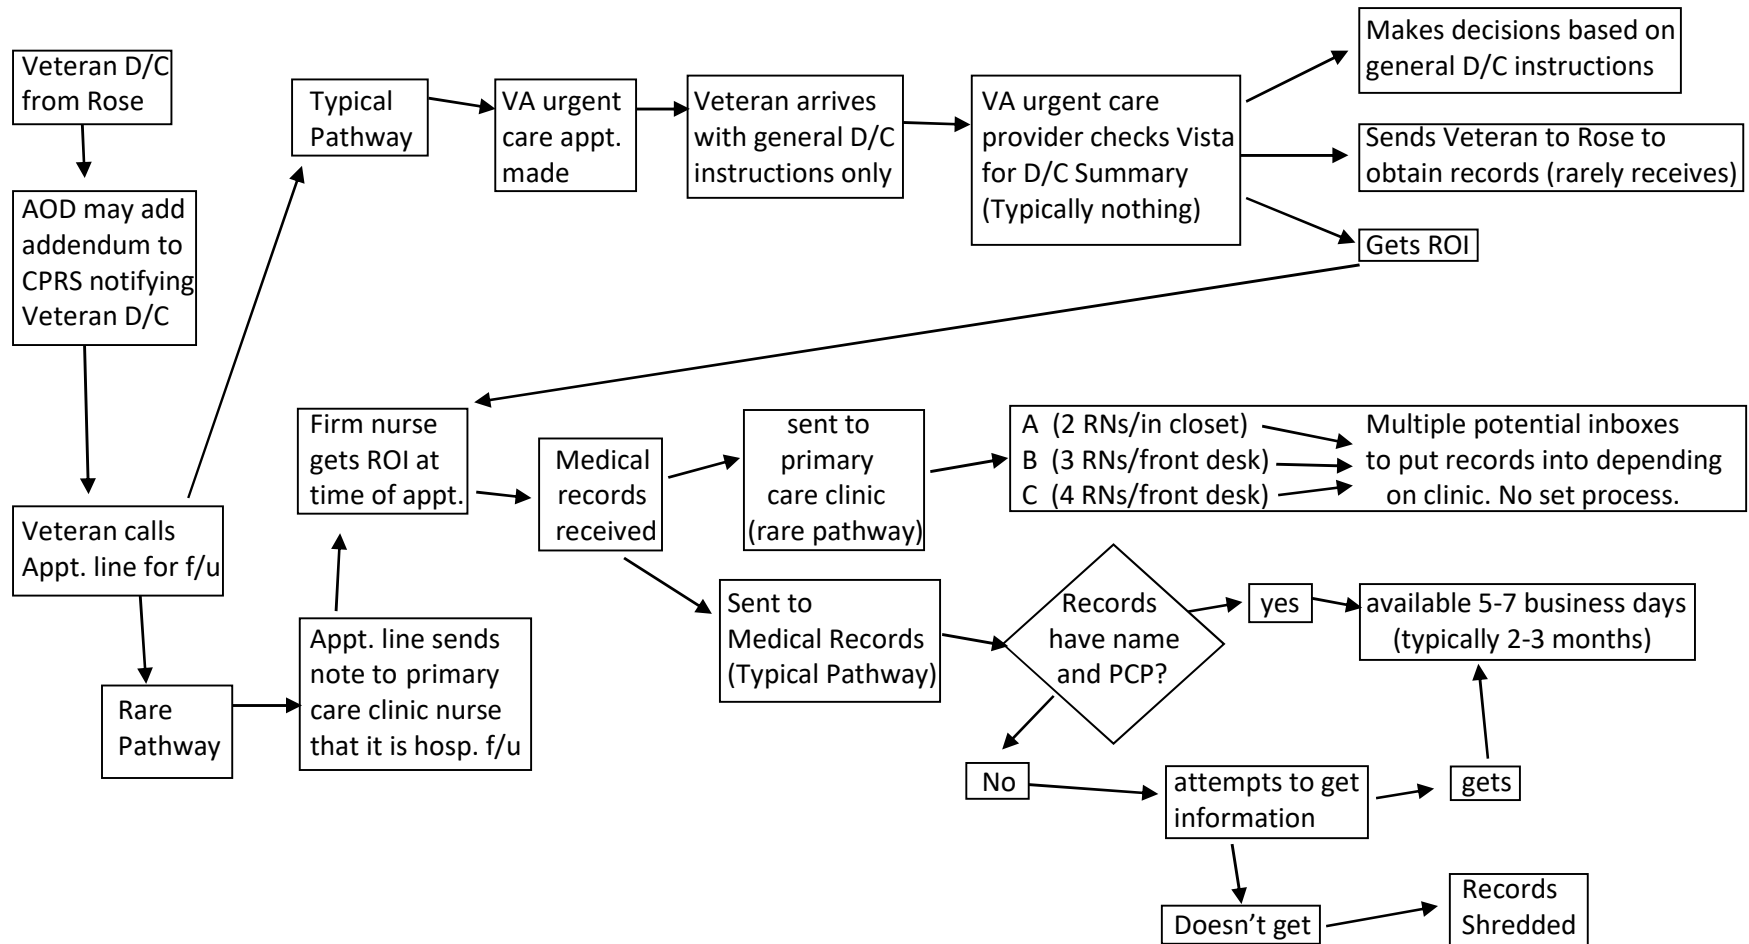 Veteran D/C
from Rose
AOD may add
addendum to
CPRS notifying
Veteran D/C
Veteran calls
Appt. line for f/u
Typical
Pathway
VA urgent
care appt.
made
Veteran arrives
with general D/C
instructions only
VA urgent care
provider checks Vista
for D/C Summary
(Typically nothing)
Makes decisions based on
general D/C instructions
Sends Veteran to Rose to
obtain records (rarely receives)
Gets ROI
Rare
Pathway
Appt. line sends
note to primary
care clinic nurse
that it is hosp. f/u
Firm nurse
gets ROI at
time of appt.
Medical
records
received
sent to
primary
care clinic
(rare pathway)
A (2 RNs/in closet)
B (3 RNs/front desk)
C (4 RNs/front desk)
Multiple potential inboxes
to put records into depending
on clinic. No set process.
Sent to
Medical Records
(Typical Pathway)
Records
have name
and PCP?
yes
available 5-7 business days
(typically 2-3 months)
No
attempts to get
information
gets
Doesn't get
Records
Shredded